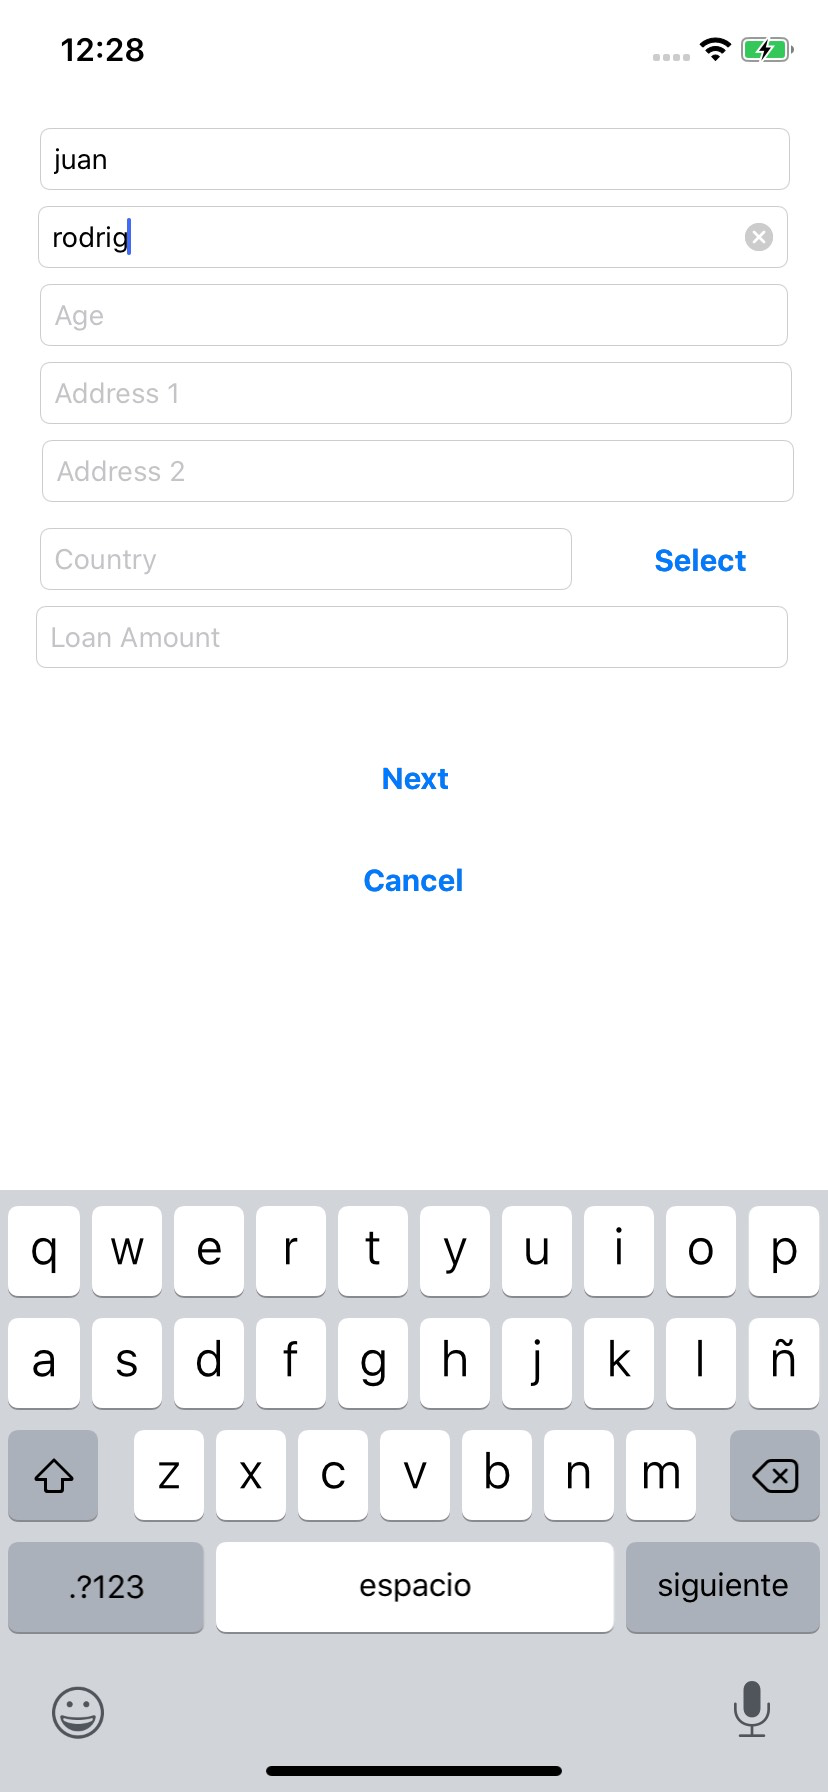 12:28
juan
rodrig
Age
Address 1
Address 2
Country Select
Loan Amount
Next
Cancel
q w e r t y u i o p
a s d f g h j k l ñ
z x c v b n m
.?123 espacio siguiente